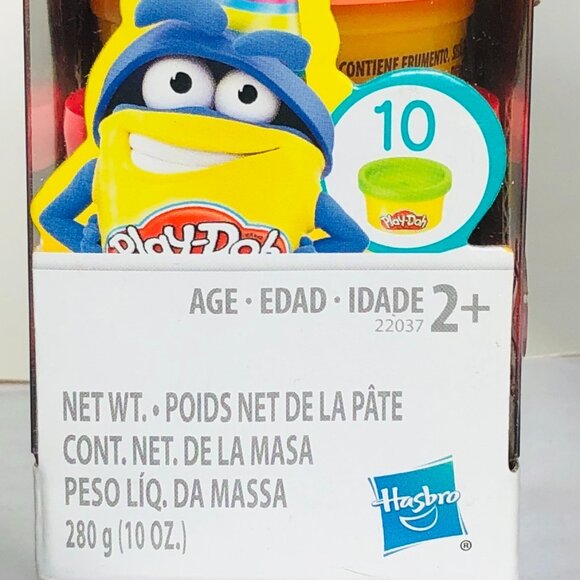 CONTIENE FRUMENTO.
10
Play-Doh
Play-Doh
AGE · EDAD · IDADE 2+
22037
NET WT. • POIDS NET DE LA PÂTE
CONT. NET. DE LA MASA
PESO LÍQ. DA MASSA
280 g (10 OZ.)
Hasbro
®